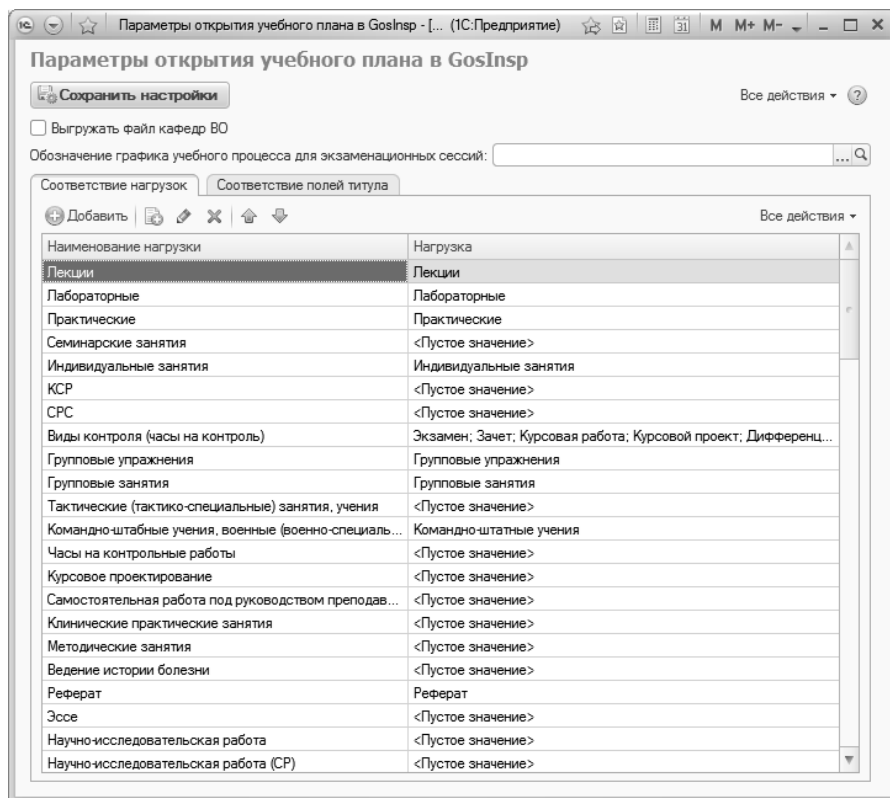 Параметры открытия учебного плана в GosInsp - [... (1С:Предприятие) 31 M M+ M-
Параметры открытия учебного плана в GosInsp
Сохранить настройки Все действия ?
Выгружать файл кафедр ВО
Обозначение графика учебного процесса для экзаменационных сессий: ...
Соответствие нагрузок Соответствие полей титула
Добавить Все действия
Наименование нагрузки Нагрузка
Лекции Лекции
Лабораторные Лабораторные
Практические Практические
Семинарские занятия <Пустое значение>
Индивидуальные занятия Индивидуальные занятия
КСР <Пустое значение>
СРС <Пустое значение>
Виды контроля (часы на контроль) Экзамен; Зачет; Курсовая работа; Курсовой проект; Дифференц...
Групповые упражнения Групповые упражнения
Групповые занятия Групповые занятия
Тактические (тактико-специальные) занятия, учения <Пустое значение>
Командно-штабные учения, военные (военно-специаль... Командно-штатные учения
Часы на контрольные работы <Пустое значение>
Курсовое проектирование <Пустое значение>
Самостоятельная работа под руководством преподав... <Пустое значение>
Клинические практические занятия <Пустое значение>
Методические занятия <Пустое значение>
Ведение истории болезни <Пустое значение>
Реферат Реферат
Эссе <Пустое значение>
Научно-исследовательская работа <Пустое значение>
Научно-исследовательская работа (СР) <Пустое значение>